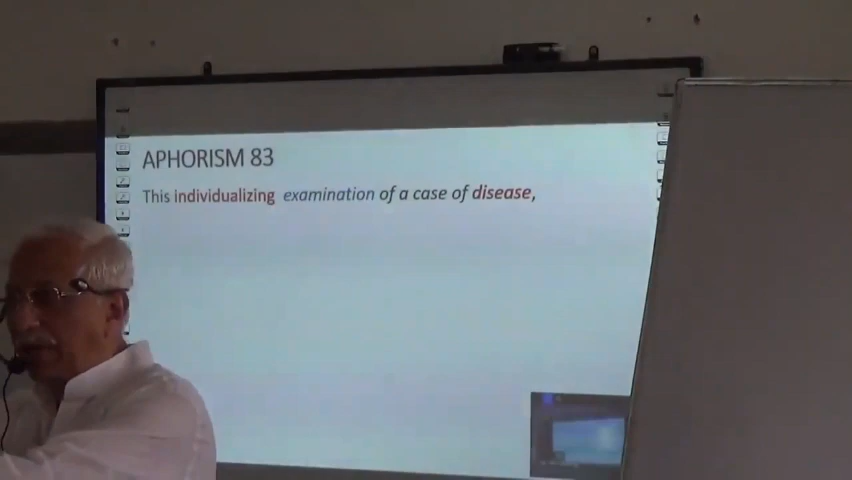 APHORISM 83
This individualizing examination of a case of disease,